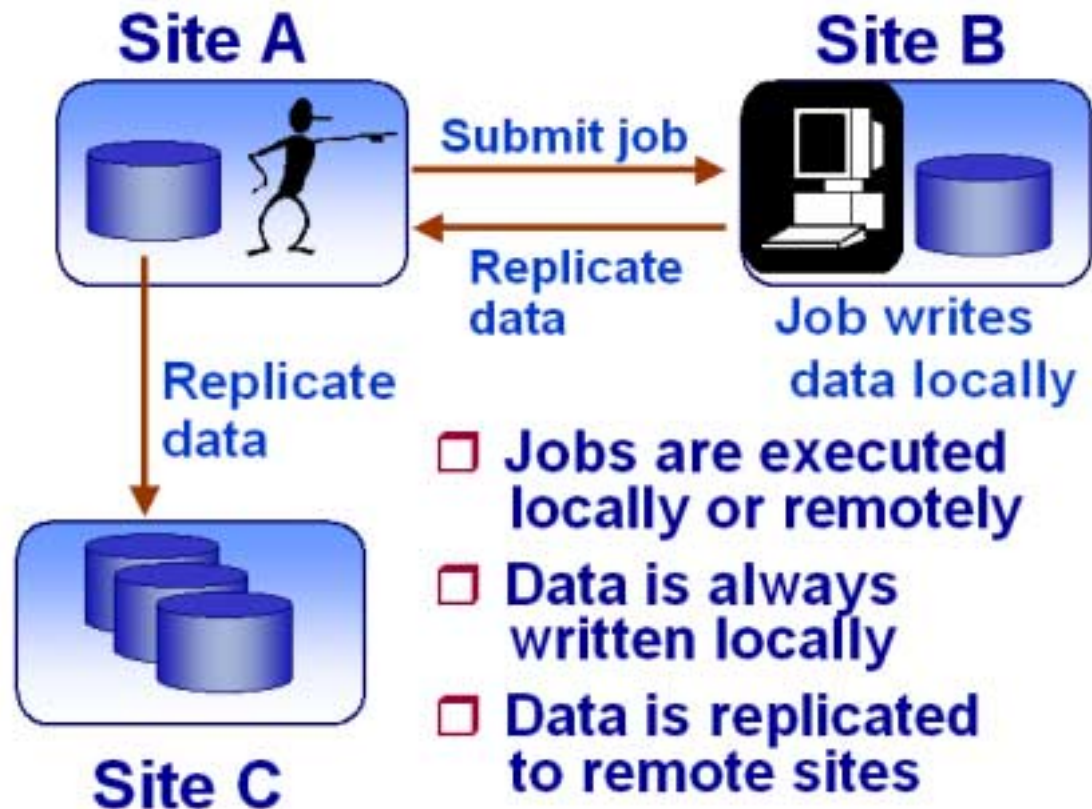 Site A
Site B
Submit job
Replicate
data
Job writes
data locally
Replicate
data
Jobs are executed
locally or remotely
Data is always
written locally
Data is replicated
to remote sites
Site C